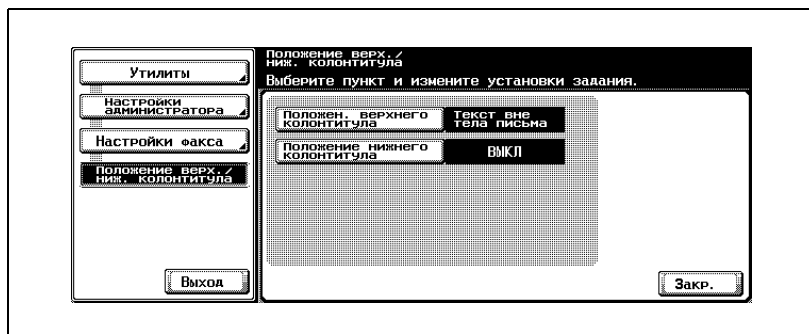 Утилиты
Настройки
администратора
Настройки факса
Положение верх./
ниж. колонтитула
Выход
Положение верх./
ниж. колонтитула
Выберите пункт и измените установки задания.
Положен. верхнего
колонтитула
Текст вне
тела письма
Положение нижнего
колонтитула
ВЫКЛ
Закр.